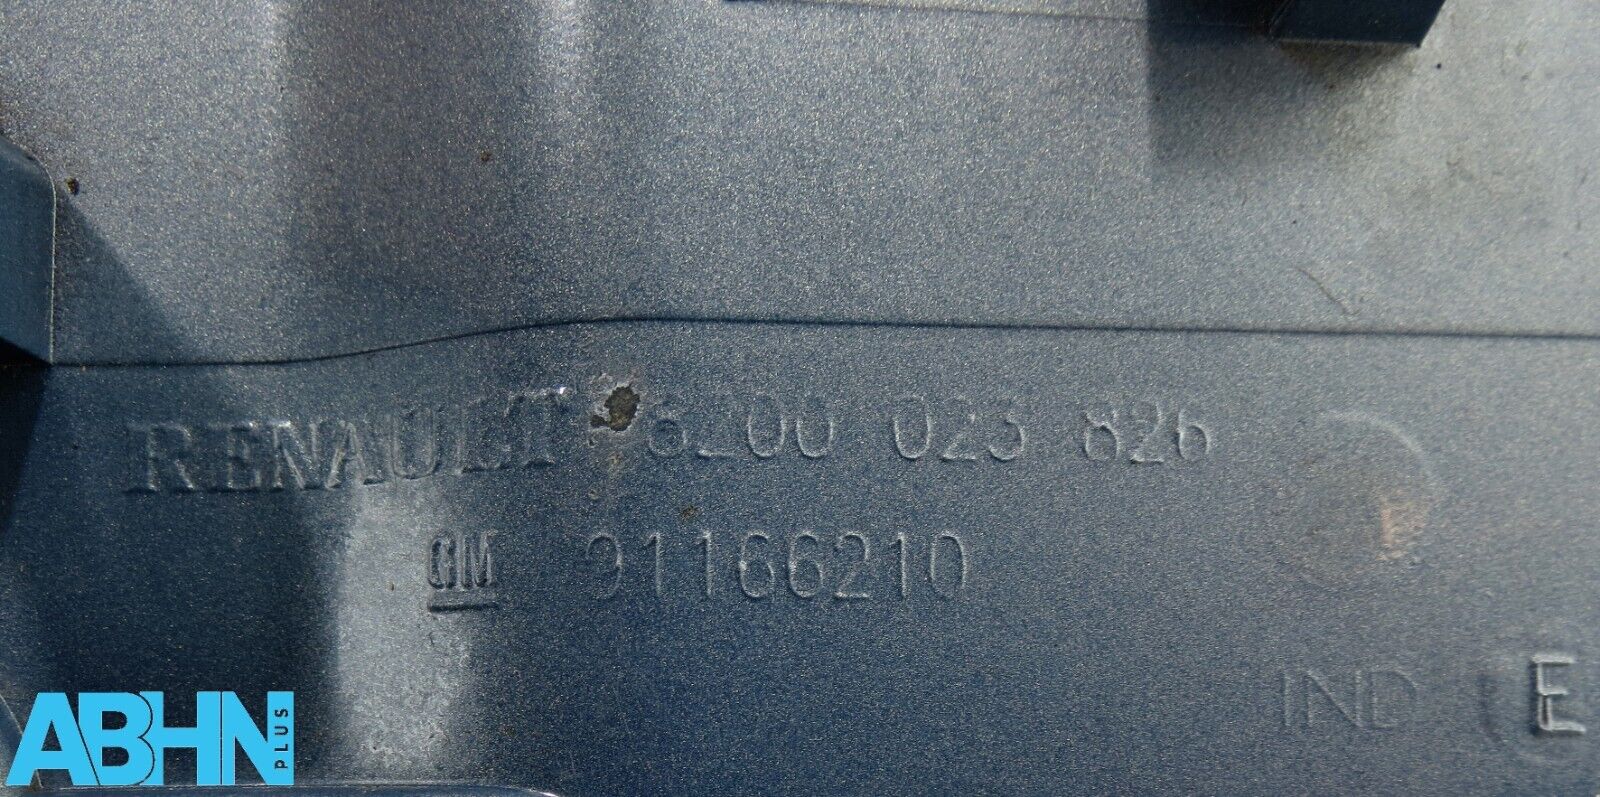 RENAULT 8200 023 826
GM 91166210
IND E
ABHN
PLUS